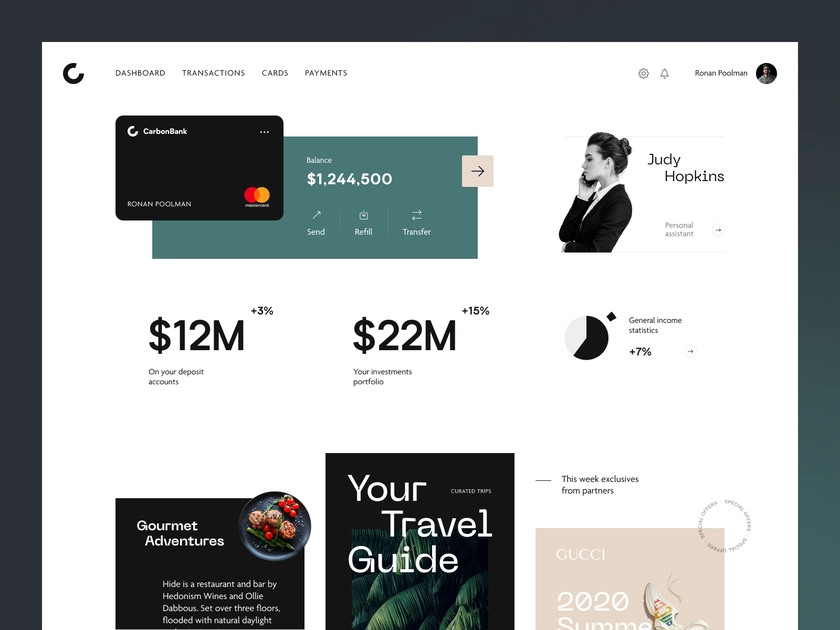 DASHBOARD TRANSACTIONS CARDS PAYMENTS
Ronan Poolman
CarbonBank
RONAN POOLMAN
mastercard
Balance
$1,244,500
Send Refill Transfer
Judy
Hopkins
Personal
assistant
$12M +3%
On your deposit
accounts
$22M +15%
Your investments
portfolio
General income
statistics
+7%
Gourmet
Adventures
Hide is a restaurant and bar by
Hedonism Wines and Ollie
Dabbous. Set over three floors,
flooded with natural daylight
Your
CURATED TRIPS
Travel
Guide
This week exclusives
from partners
SPECIAL OFFERS · SPECIAL OFFERS · SPECIAL OFFERS ·
GUCCI
2020
Summe